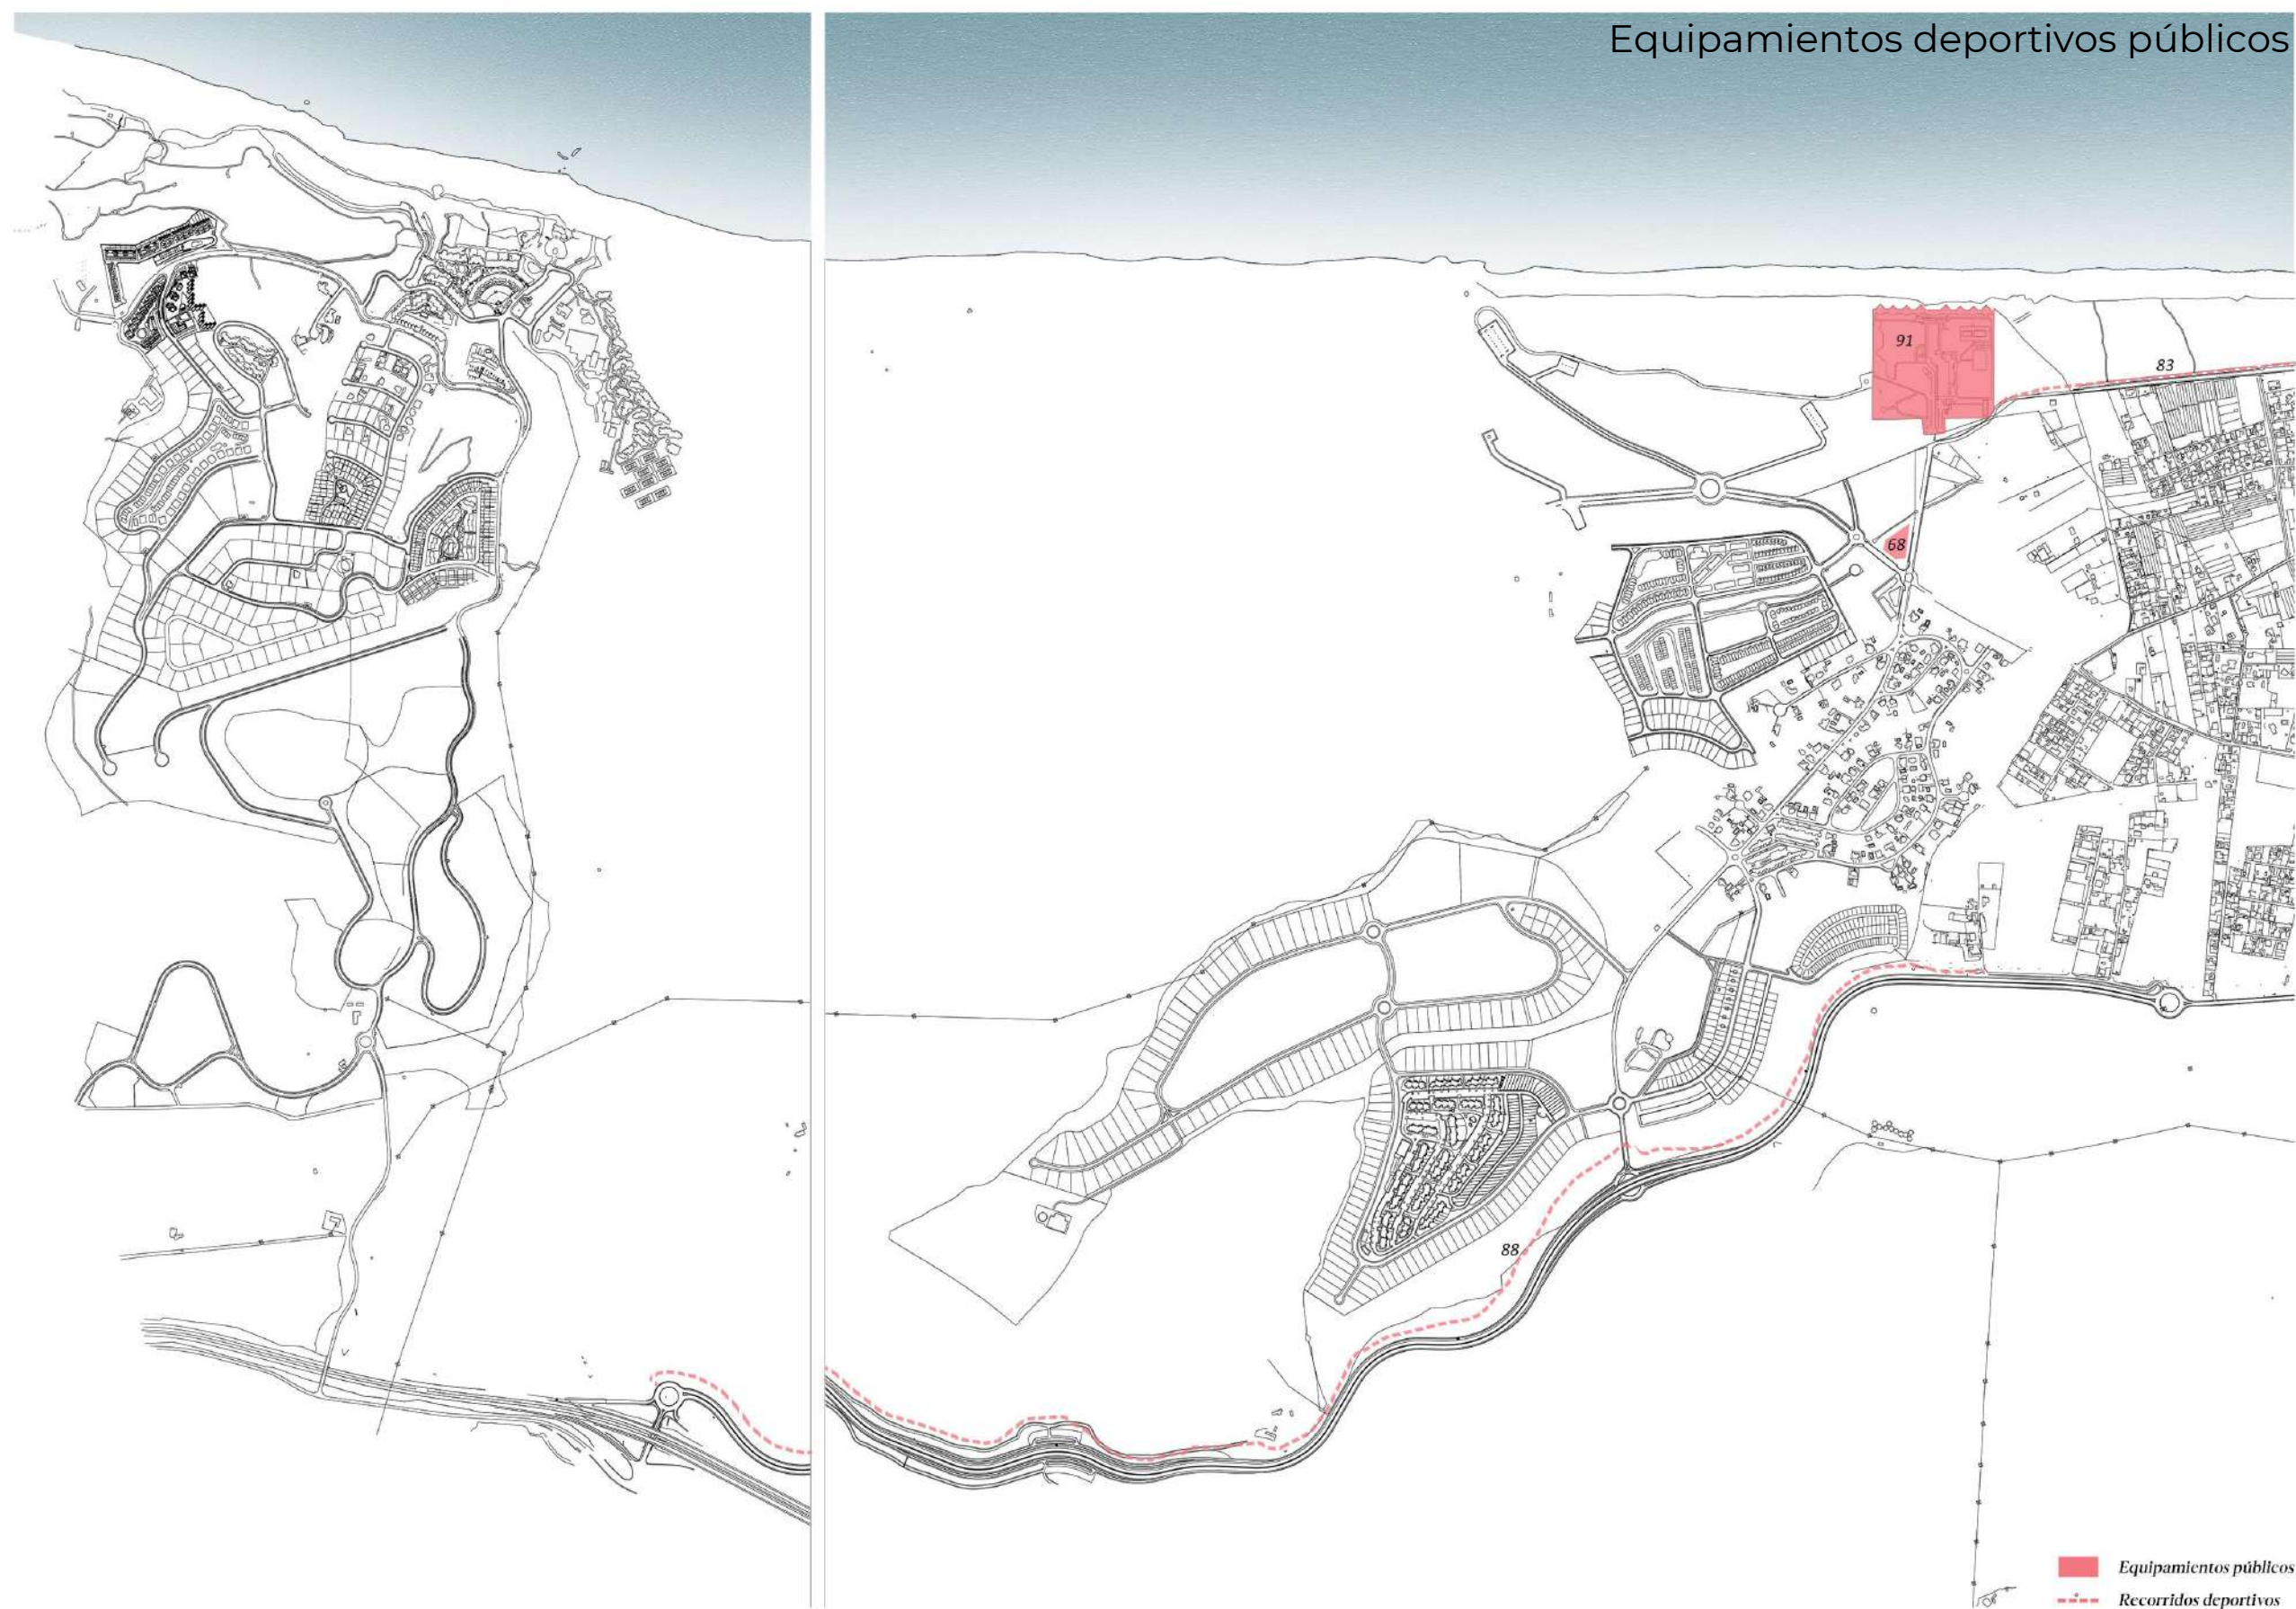 Equipamientos deportivos públicos
91
83
68
88
Equipamientos públicos
Recorridos deportivos